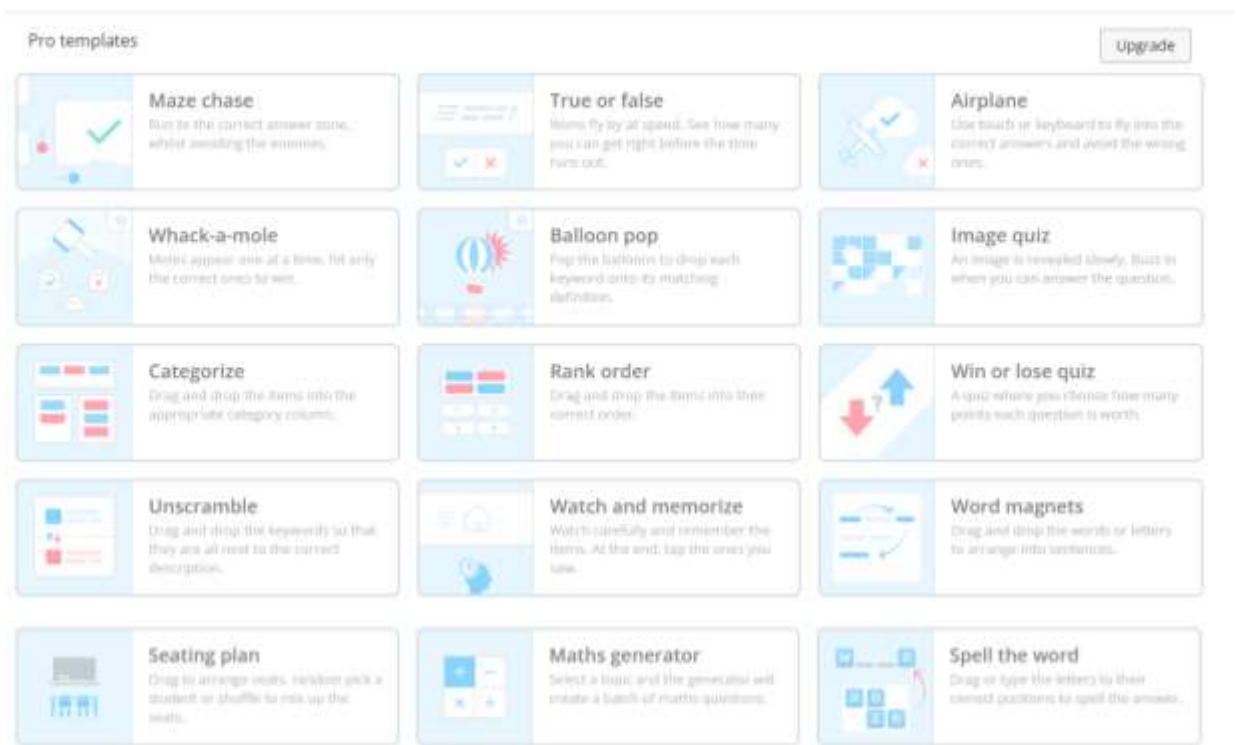 Pro templates
Upgrade
Maze chase
Run to the correct answer zone,
whilst avoiding the enemies.
True or false
Items fly by at speed. See how many
you can get right before the time
runs out.
Airplane
Use touch or keyboard to fly into the
correct answers and avoid the wrong
ones.
Whack-a-mole
Moles appear one at a time, hit only
the correct ones to win.
Balloon pop
Pop the balloons to drop each
keyword onto its matching
definition.
Image quiz
An image is revealed slowly. Buzz in
when you can answer the question.
Categorize
Drag and drop the items into the
appropriate category column.
Rank order
Drag and drop the items into their
correct order.
Win or lose quiz
A quiz where you choose how many
points each question is worth.
Unscramble
Drag and drop the keywords so that
they are all next to the correct
description.
Watch and memorize
Watch carefully and remember the
items. At the end, tap the ones you
saw.
Word magnets
Drag and drop the words or letters
to arrange into sentences.
Seating plan
Drag to arrange seats, random pick a
student or shuffle to mix up the
seats.
Maths generator
Select a topic and the generator will
create a batch of maths questions.
Spell the word
Drag or type the letters to their
correct positions to spell the answer.